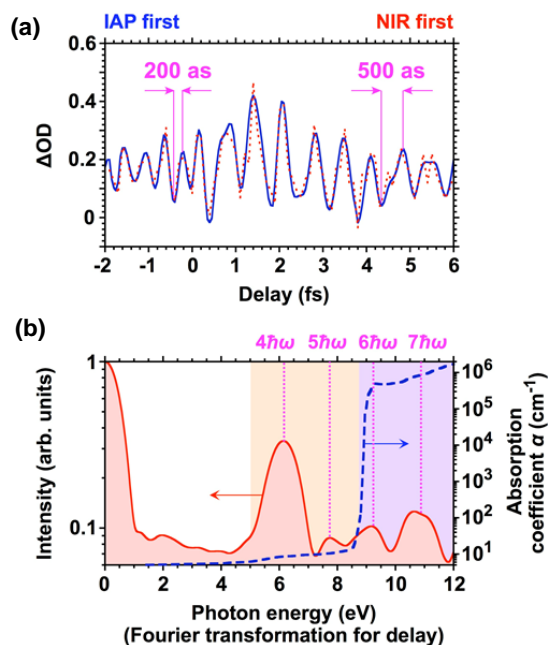 (a)
IAP first
NIR first
200 as
500 as
0.6
0.4
0.2
0
ΔOD
-2 -1 0 1 2 3 4 5 6
Delay (fs)
(b)
4ħω 5ħω 6ħω 7ħω
1
0.1
Intensity (arb. units)
10⁶
10⁵
10⁴
10³
10²
10¹
Absorption
coefficient α (cm⁻¹)
0 2 4 6 8 10 12
Photon energy (eV)
(Fourier transformation for delay)